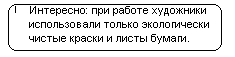 Интересно: при работе художники
использовали только экологически
чистые краски и листы бумаги.